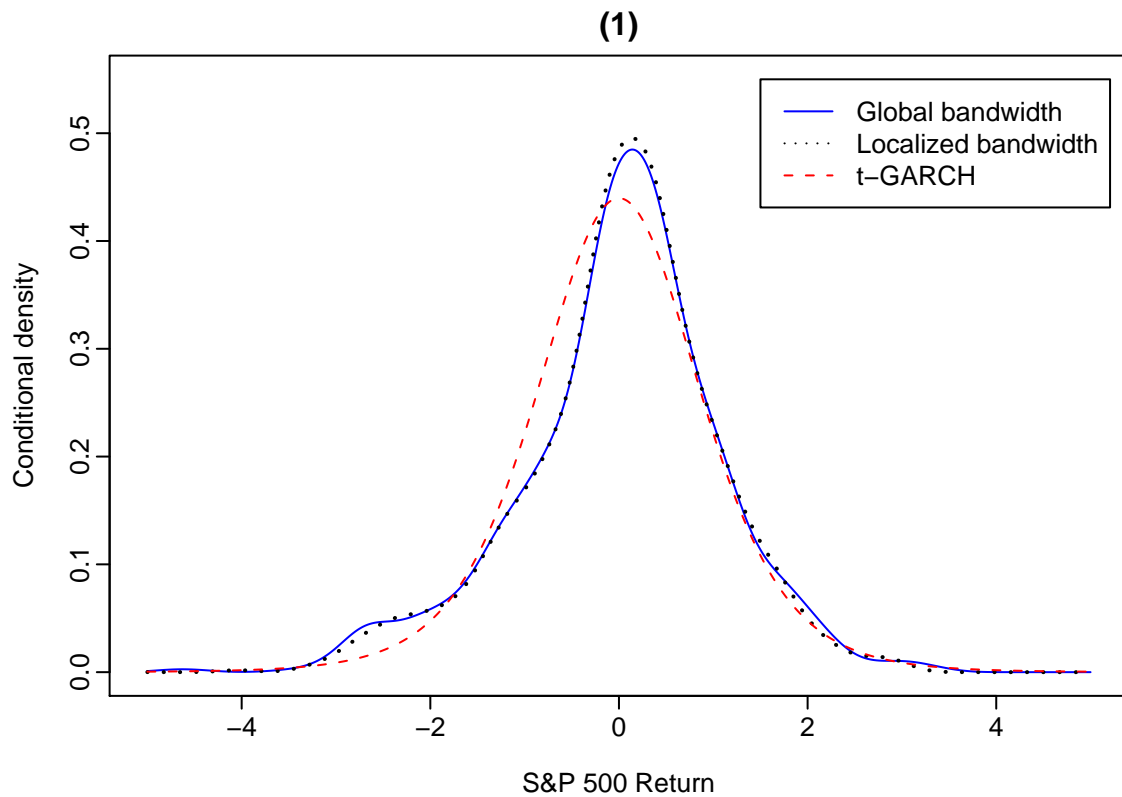 (1)
Global bandwidth
Localized bandwidth
t−GARCH
Conditional density
0.0
0.1
0.2
0.3
0.4
0.5
−4
−2
0
2
4
S&P 500 Return